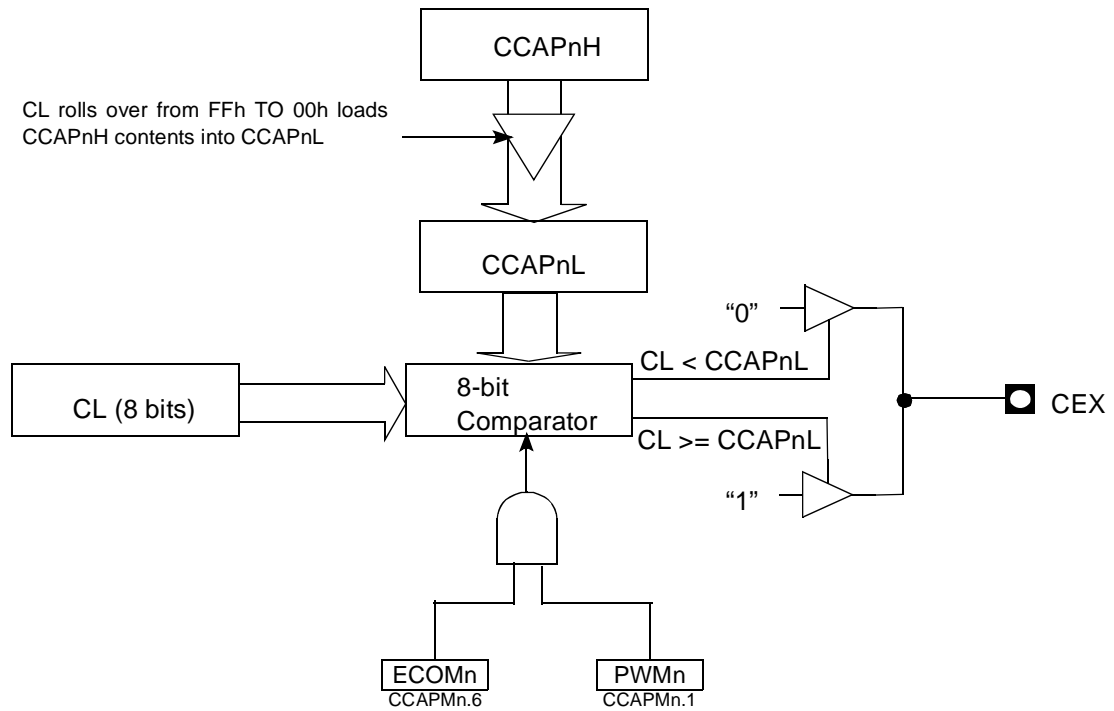 CCAPnH
CL rolls over from FFh TO 00h loads
CCAPnH contents into CCAPnL
CCAPnL
“0”
CL < CCAPnL
CL (8 bits)
8-bit
Comparator
CEX
CL >= CCAPnL
“1”
ECOMn
CCAPMn.6
PWMn
CCAPMn.1